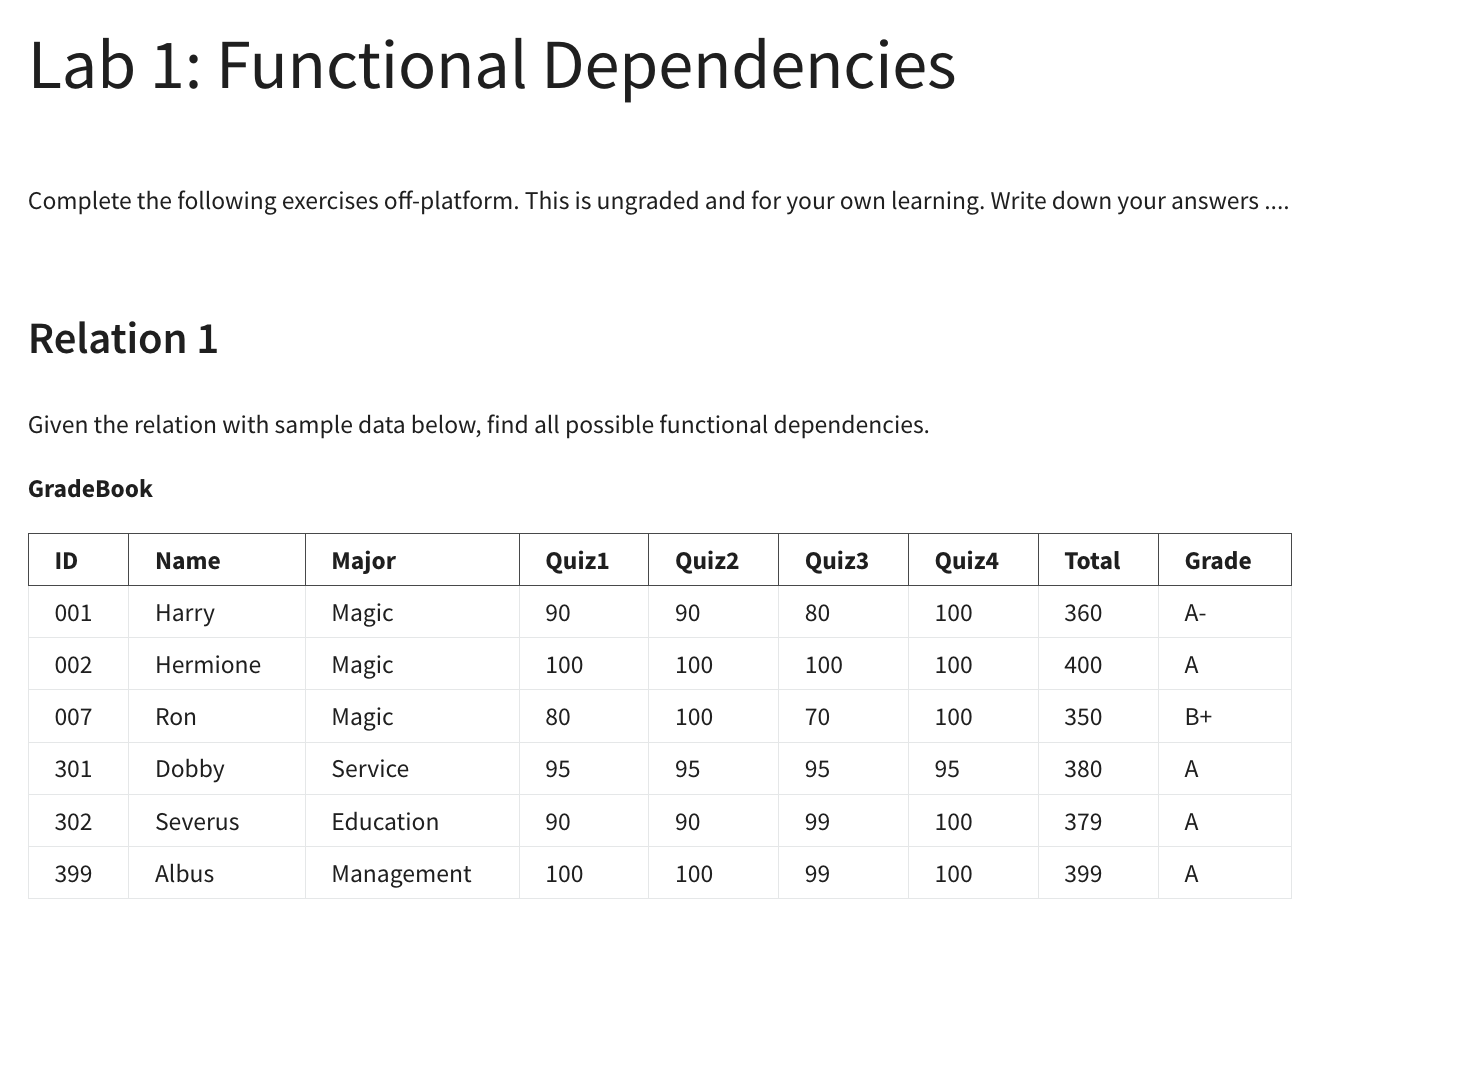 Lab 1: Functional Dependencies
Complete the following exercises off-platform. This is ungraded and for your own learning. Write down your answers ....
Relation 1
Given the relation with sample data below, find all possible functional dependencies.
GradeBook
ID Name Major Quiz1 Quiz2 Quiz3 Quiz4 Total Grade
001 Harry Magic 90 90 80 100 360 A-
002 Hermione Magic 100 100 100 100 400 A
007 Ron Magic 80 100 70 100 350 B+
301 Dobby Service 95 95 95 95 380 A
302 Severus Education 90 90 99 100 379 A
399 Albus Management 100 100 99 100 399 A